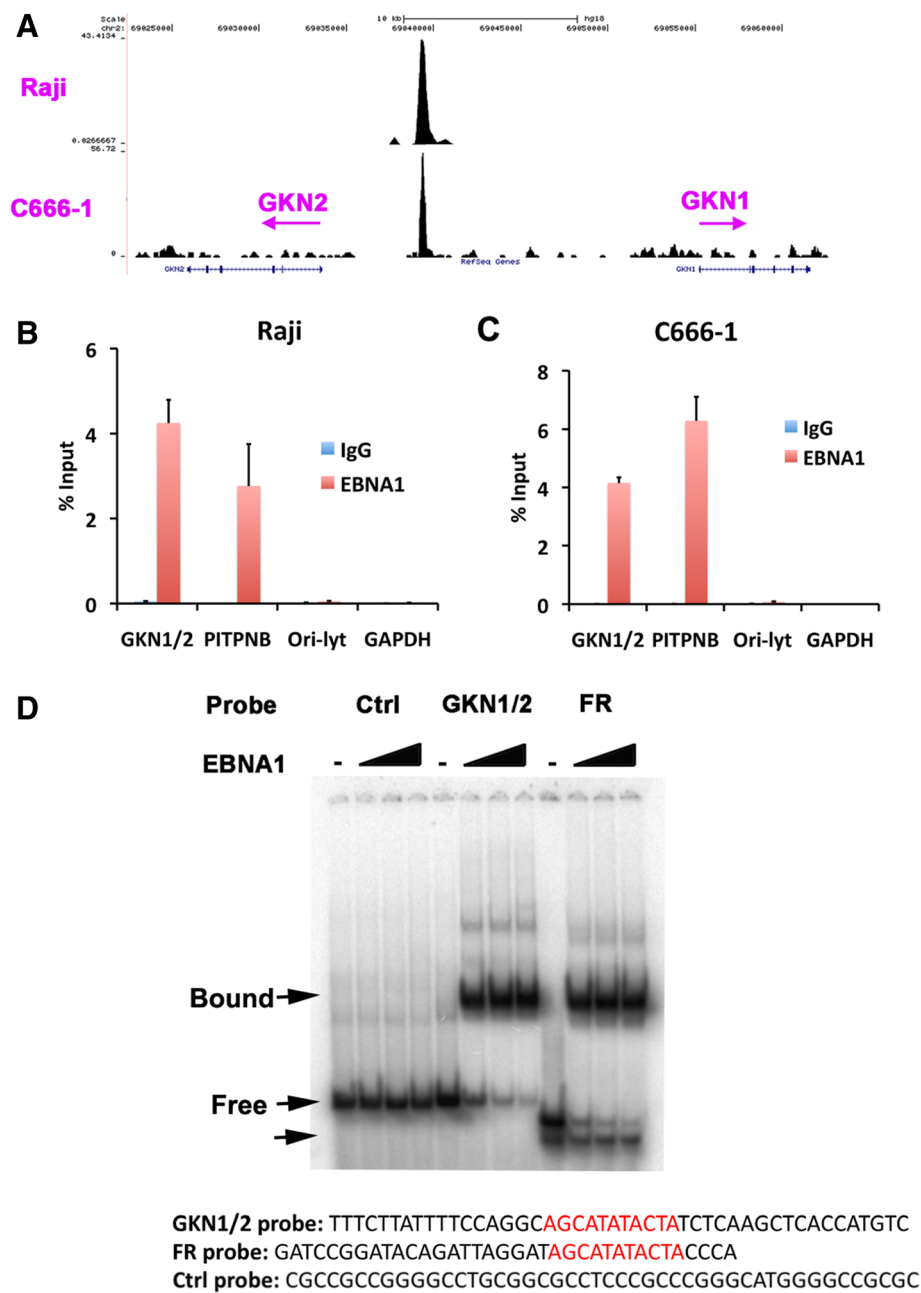 A
Scale
10 kb
hg18
chr2:
69025000
69030000
69035000
69040000
69045000
69050000
69055000
69060000
43.4134
Raji
0.0266667
56.72
C666-1
GKN2
GKN1
0
GKN2
RefSeq Genes
GKN1
B
Raji
6
4
2
0
% Input
IgG
EBNA1
GKN1/2 PITPNB Ori-lyt GAPDH
C
C666-1
8
6
4
2
0
% Input
IgG
EBNA1
GKN1/2 PITPNB Ori-lyt GAPDH
D
Probe Ctrl GKN1/2 FR
EBNA1 - - -
Bound
Free
GKN1/2 probe: TTTCTTATTTTCCAGGCAGCATATACTATCTCAAGCTCACCATGTC
FR probe: GATCCGGATACAGATTAGGATAGCATATACTACCCA
Ctrl probe: CGCCGCCGGGGCCTGCGGCGCCTCCCGCCCGGGCATGGGGCCGCGC